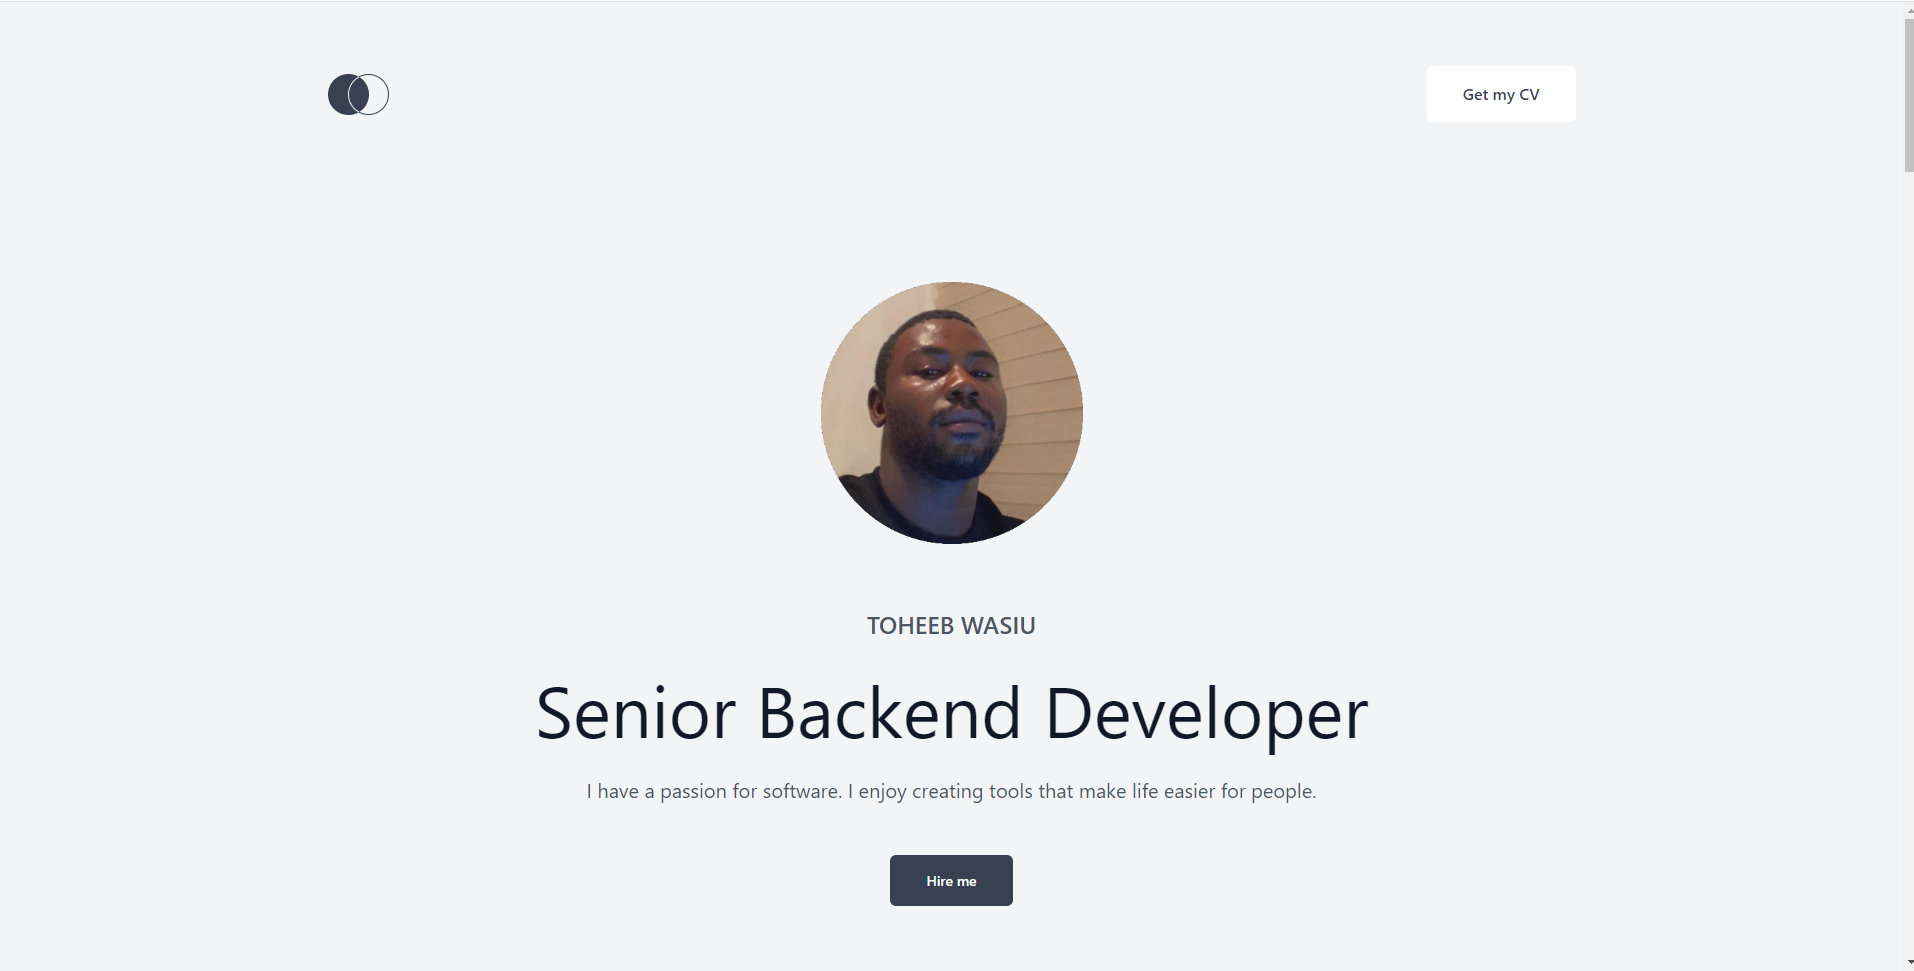 Get my CV
TOHEEB WASIU
Senior Backend Developer
I have a passion for software. I enjoy creating tools that make life easier for people.
Hire me